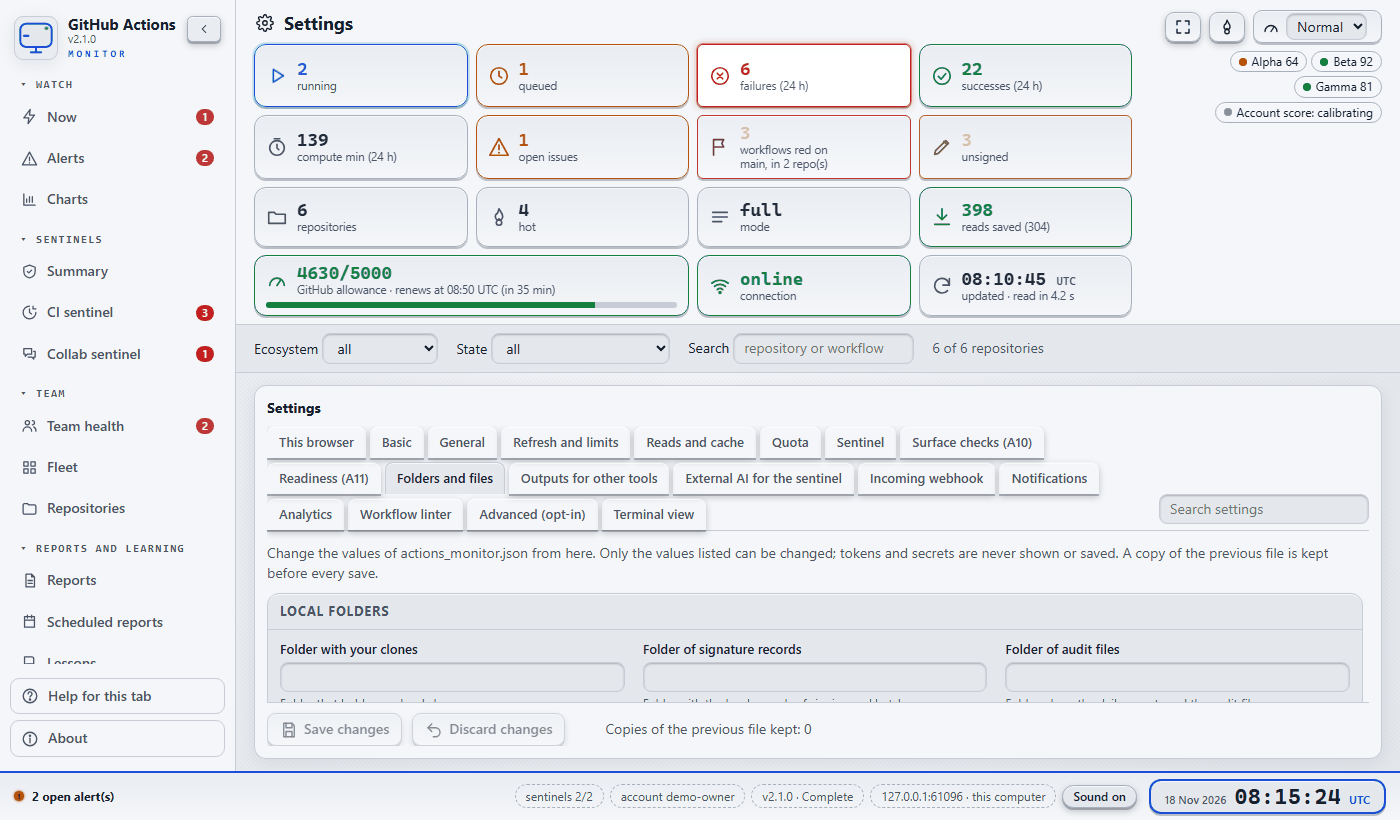 GitHub Actions
v2.1.0
MONITOR
WATCH
Now 1
Alerts 2
Charts
SENTINELS
Summary
CI sentinel 3
Collab sentinel 1
TEAM
Team health 2
Fleet
Repositories
REPORTS AND LEARNING
Reports
Scheduled reports
Lessons
Help for this tab
About
Settings
Normal
Alpha 64
Beta 92
Gamma 81
Account score: calibrating
2
running
1
queued
6
failures (24 h)
22
successes (24 h)
139
compute min (24 h)
1
open issues
3
workflows red on
main, in 2 repo(s)
3
unsigned
6
repositories
4
hot
full
mode
398
reads saved (304)
4630/5000
GitHub allowance · renews at 08:50 UTC (in 35 min)
online
connection
08:10:45 UTC
updated · read in 4.2 s
Ecosystem all State all Search repository or workflow 6 of 6 repositories
Settings
This browser Basic General Refresh and limits Reads and cache Quota Sentinel Surface checks (A10)
Readiness (A11) Folders and files Outputs for other tools External AI for the sentinel Incoming webhook Notifications
Analytics Workflow linter Advanced (opt-in) Terminal view
Search settings
Change the values of actions_monitor.json from here. Only the values listed can be changed; tokens and secrets are never shown or saved. A copy of the previous file is kept
before every save.
LOCAL FOLDERS
Folder with your clones Folder of signature records Folder of audit files
Save changes Discard changes Copies of the previous file kept: 0
2 open alert(s) sentinels 2/2 account demo-owner v2.1.0 · Complete 127.0.0.1:61096 · this computer Sound on 18 Nov 2026 08:15:24 UTC